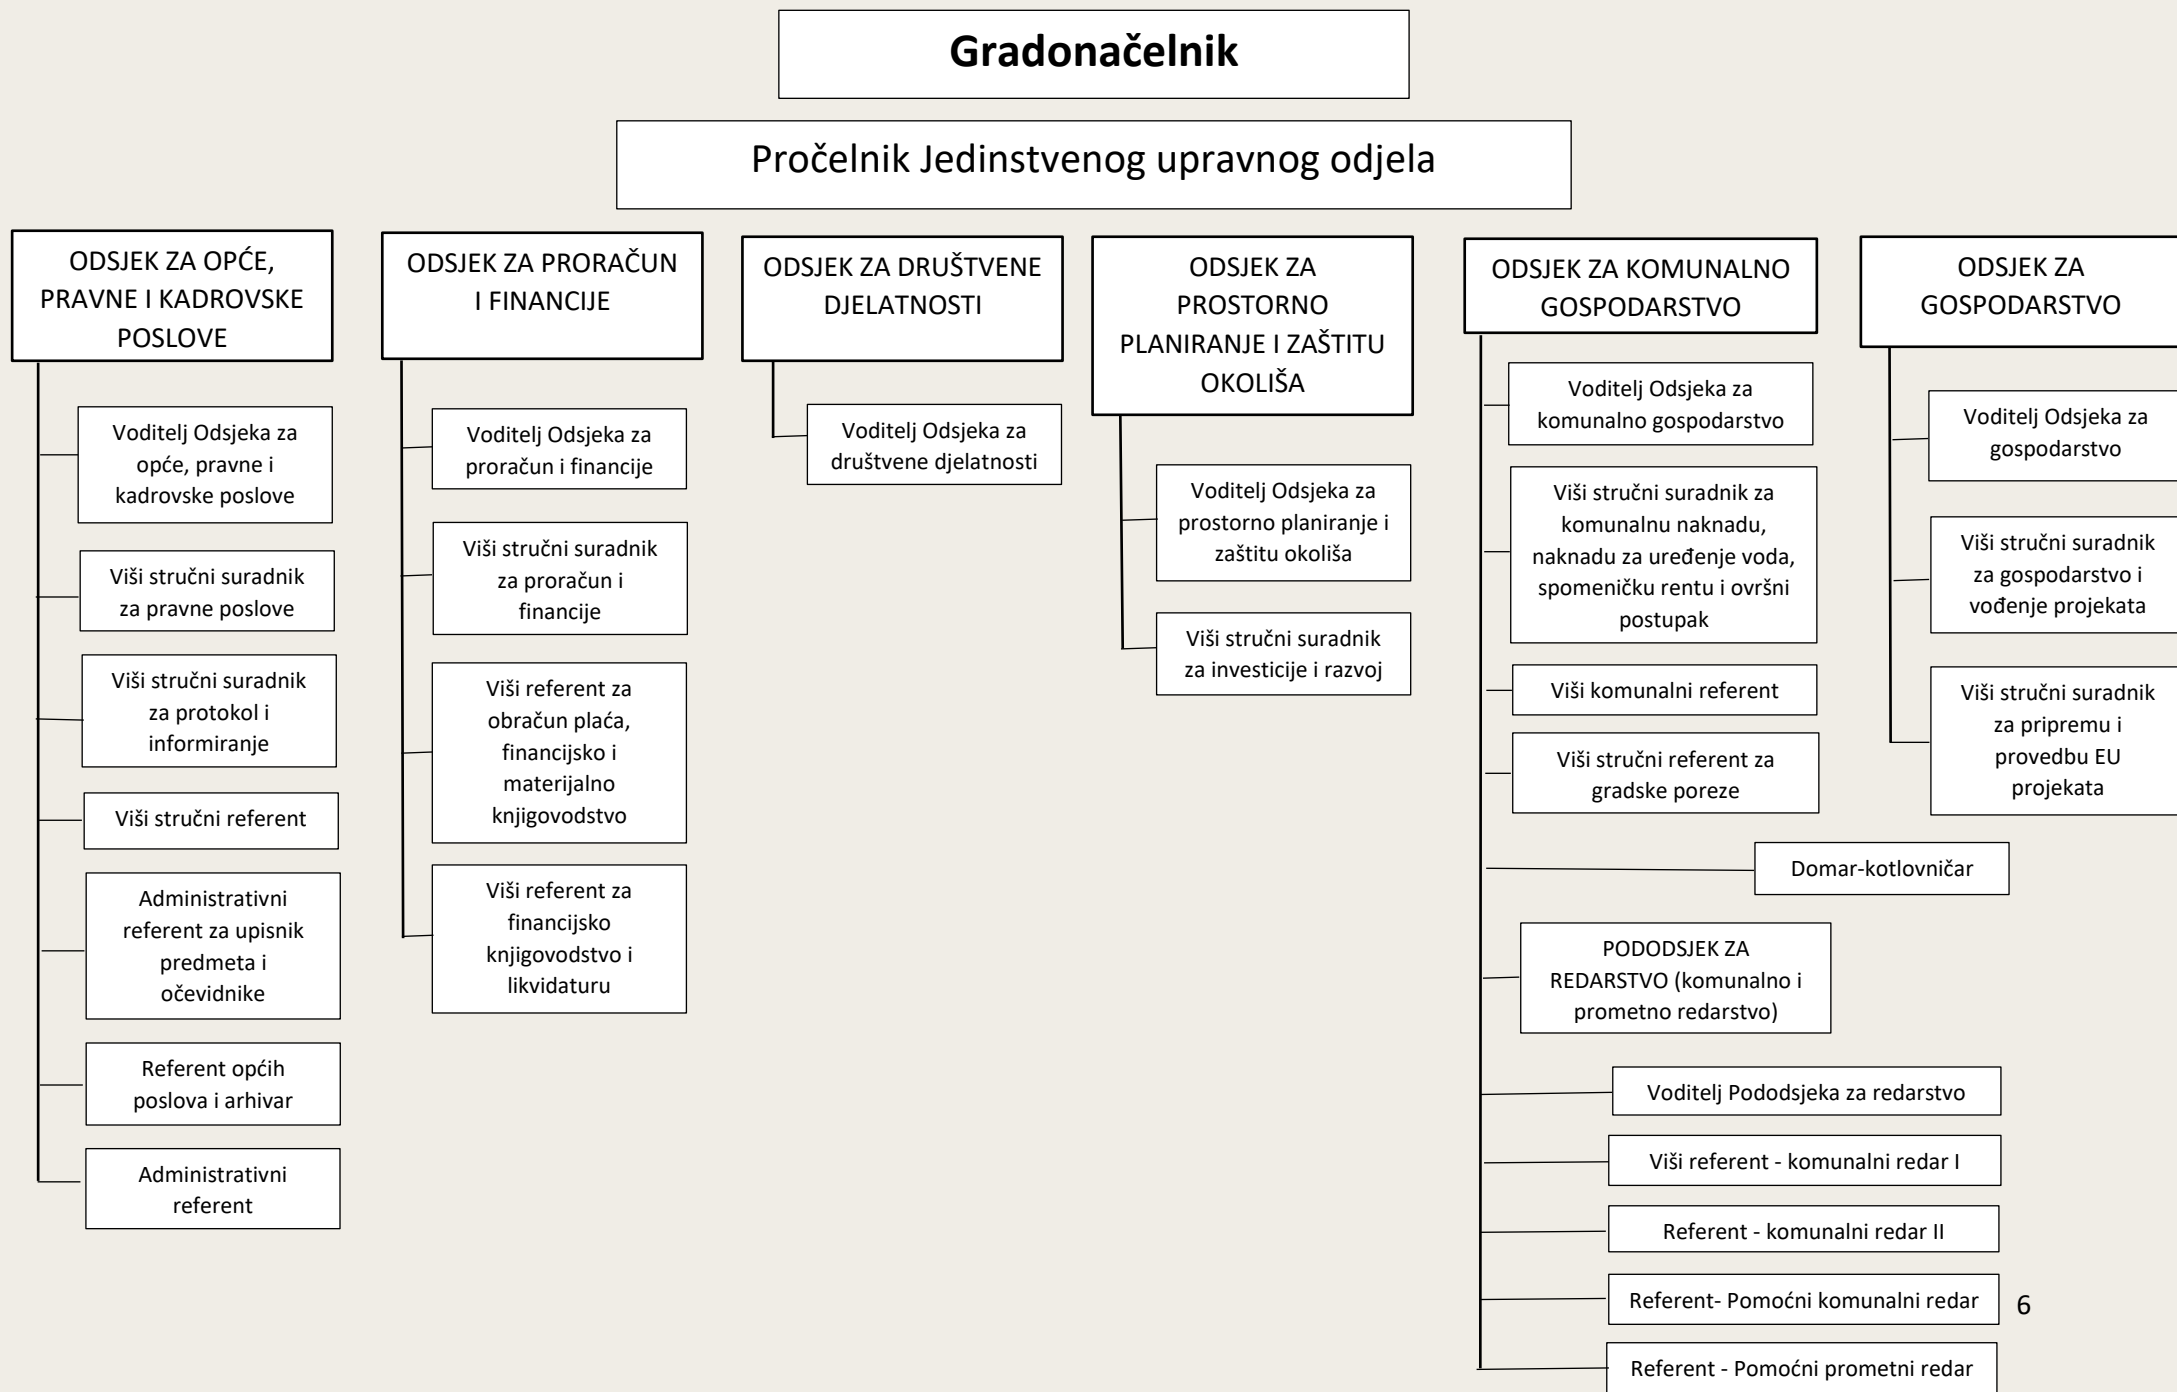 Gradonačelnik
Pročelnik Jedinstvenog upravnog odjela
ODSJEK ZA OPĆE,
PRAVNE I KADROVSKE
POSLOVE
Voditelj Odsjeka za
opće, pravne i
kadrovske poslove
Viši stručni suradnik
za pravne poslove
Viši stručni suradnik
za protokol i
informiranje
Viši stručni referent
Administrativni
referent za upisnik
predmeta i
očevidnike
Referent općih
poslova i arhivar
Administrativni
referent
ODSJEK ZA PRORAČUN
I FINANCIJE
Voditelj Odsjeka za
proračun i financije
Viši stručni suradnik
za proračun i
financije
Viši referent za
obračun plaća,
financijsko i
materijalno
knjigovodstvo
Viši referent za
financijsko
knjigovodstvo i
likvidaturu
ODSJEK ZA DRUŠTVENE
DJELATNOSTI
Voditelj Odsjeka za
društvene djelatnosti
ODSJEK ZA
PROSTORNO
PLANIRANJE I ZAŠTITU
OKOLIŠA
Voditelj Odsjeka za
prostorno planiranje i
zaštitu okoliša
Viši stručni suradnik
za investicije i razvoj
ODSJEK ZA KOMUNALNO
GOSPODARSTVO
Voditelj Odsjeka za
komunalno gospodarstvo
Viši stručni suradnik za
komunalnu naknadu,
naknadu za uređenje voda,
spomeničku rentu i ovršni
postupak
Viši komunalni referent
Viši stručni referent za
gradske poreze
Domar-kotlovničar
PODODSJEK ZA
REDARSTVO (komunalno i
prometno redarstvo)
Voditelj Pododsjeka za redarstvo
Viši referent - komunalni redar I
Referent - komunalni redar II
Referent- Pomoćni komunalni redar
Referent - Pomoćni prometni redar
ODSJEK ZA
GOSPODARSTVO
Voditelj Odsjeka za
gospodarstvo
Viši stručni suradnik
za gospodarstvo i
vođenje projekata
Viši stručni suradnik
za pripremu i
provedbu EU
projekata
6